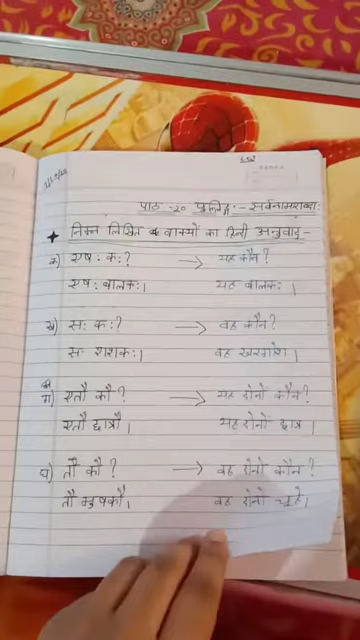 पाठ -20 पुल्लिङ्ग :- सर्वनामशब्दाः
निम्न लिखित वाक्यों का हिन्दी अनुवाद -
क) एषः कः? → यह कौन?
एषः बालकः। यह बालकः।
ख) सः कः? → वह कौन?
सः शशकः। वह खरगोश।
ग) एतौ कौ? → यह दोनों कौन?
एतौ छात्रौ। यह दोनों छात्र।
घ) तौ कौ? → वह दोनों कौन?
तौ मूषकौ। वह दोनों चूहे।